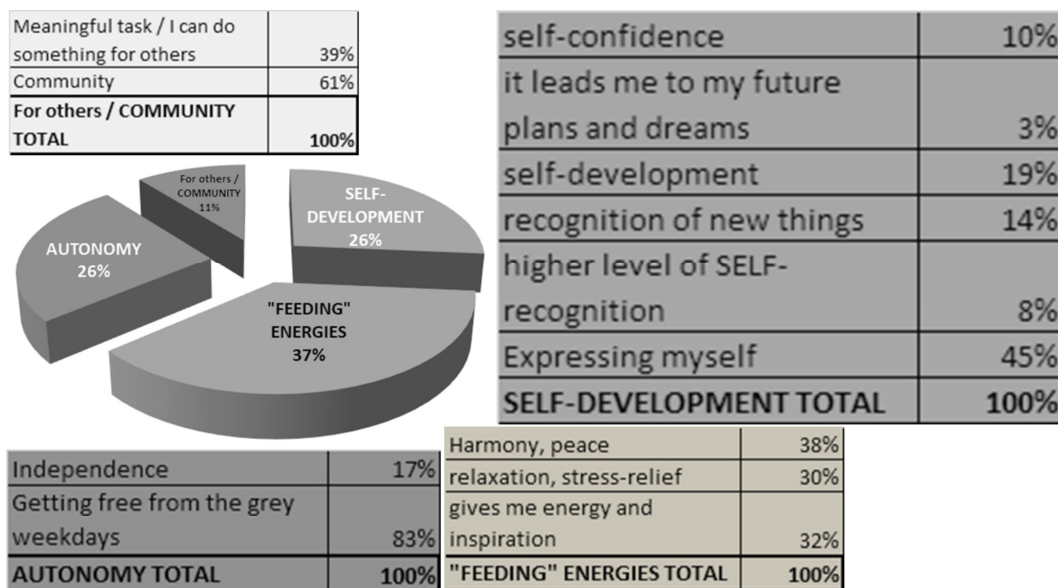 Meaningful task / I can do
something for others 39%
Community 61%
For others / COMMUNITY
TOTAL 100%
self-confidence 10%
it leads me to my future
plans and dreams 3%
self-development 19%
recognition of new things 14%
higher level of SELF-
recognition 8%
Expressing myself 45%
SELF-DEVELOPMENT TOTAL 100%
For others /
COMMUNITY
11%
SELF-
DEVELOPMENT
26%
AUTONOMY
26%
"FEEDING"
ENERGIES
37%
Independence 17%
Getting free from the grey
weekdays 83%
AUTONOMY TOTAL 100%
Harmony, peace 38%
relaxation, stress-relief 30%
gives me energy and
inspiration 32%
"FEEDING" ENERGIES TOTAL 100%